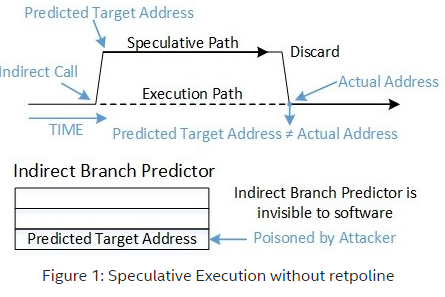 Predicted Target Address
Speculative Path
Discard
Indirect Call
Actual Address
Execution Path
TIME
Predicted Target Address ≠ Actual Address
Indirect Branch Predictor
Indirect Branch Predictor is
invisible to software
Predicted Target Address
Poisoned by Attacker
Figure 1: Speculative Execution without retpoline